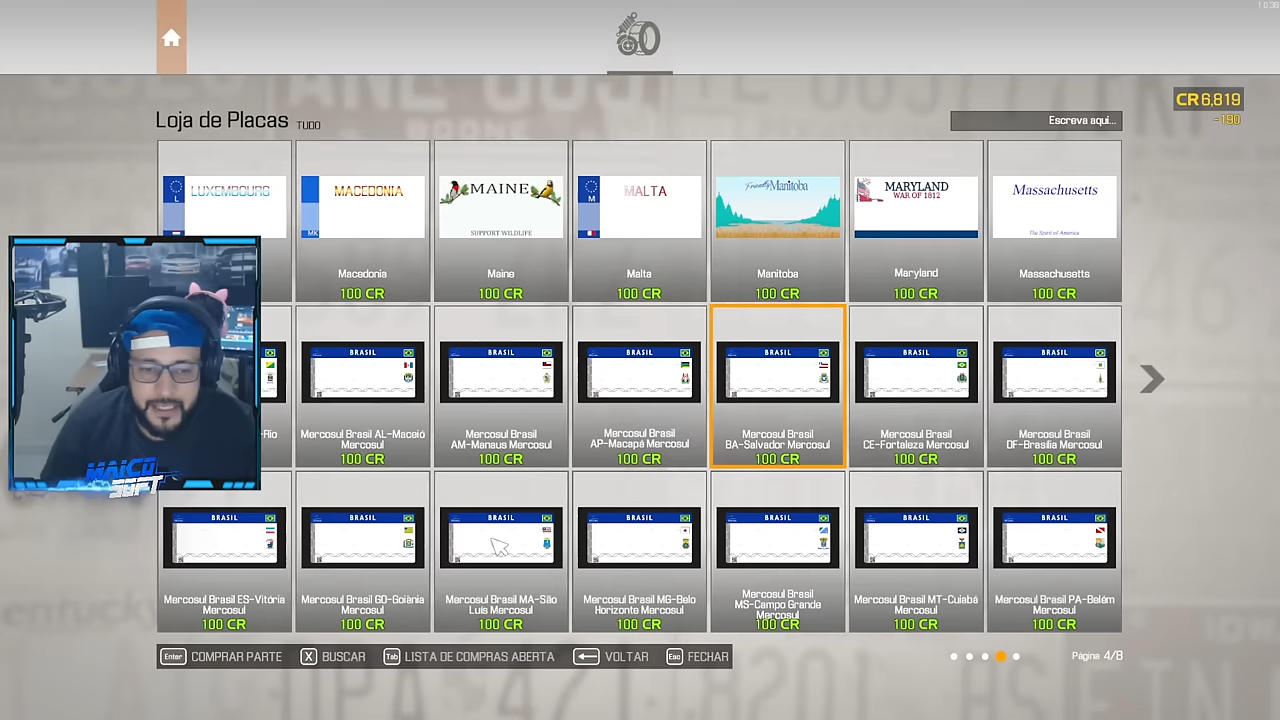 10:38
CR6,819
-190
Loja de Placas TUDO
Escreva aqui...
LUXEMBOURG
L
MACEDONIA
MK
MAINE
SUPPORT WILDLIFE
MALTA
M
Friendly Manitoba
MARYLAND
WAR OF 1812
Massachusetts
The Spirit of America
Macedonia
Maine
Malta
Manitoba
Maryland
Massachusetts
100 CR
100 CR
100 CR
100 CR
100 CR
100 CR
BRASIL
BRASIL
BRASIL
BRASIL
BRASIL
BRASIL
-Rio
Mercosul Brasil AL-Maceió
Mercosul
Mercosul Brasil
AM-Manaus Mercosul
Mercosul Brasil
AP-Macapá Mercosul
Mercosul Brasil
BA-Salvador Mercosul
Mercosul Brasil
CE-Fortaleza Mercosul
Mercosul Brasil
DF-Brasília Mercosul
100 CR
100 CR
100 CR
100 CR
100 CR
100 CR
MAICO
SOFT
BRASIL
BRASIL
BRASIL
BRASIL
BRASIL
BRASIL
BRASIL
Mercosul Brasil ES-Vitória
Mercosul
Mercosul Brasil GO-Goiânia
Mercosul
Mercosul Brasil MA-São
Luís Mercosul
Mercosul Brasil MG-Belo
Horizonte Mercosul
Mercosul Brasil
MS-Campo Grande
Mercosul
Mercosul Brasil MT-Cuiabá
Mercosul
Mercosul Brasil PA-Belém
Mercosul
100 CR
100 CR
100 CR
100 CR
100 CR
100 CR
100 CR
Enter COMPRAR PARTE
X BUSCAR
Tab LISTA DE COMPRAS ABERTA
VOLTAR
Esc FECHAR
Página 4/8